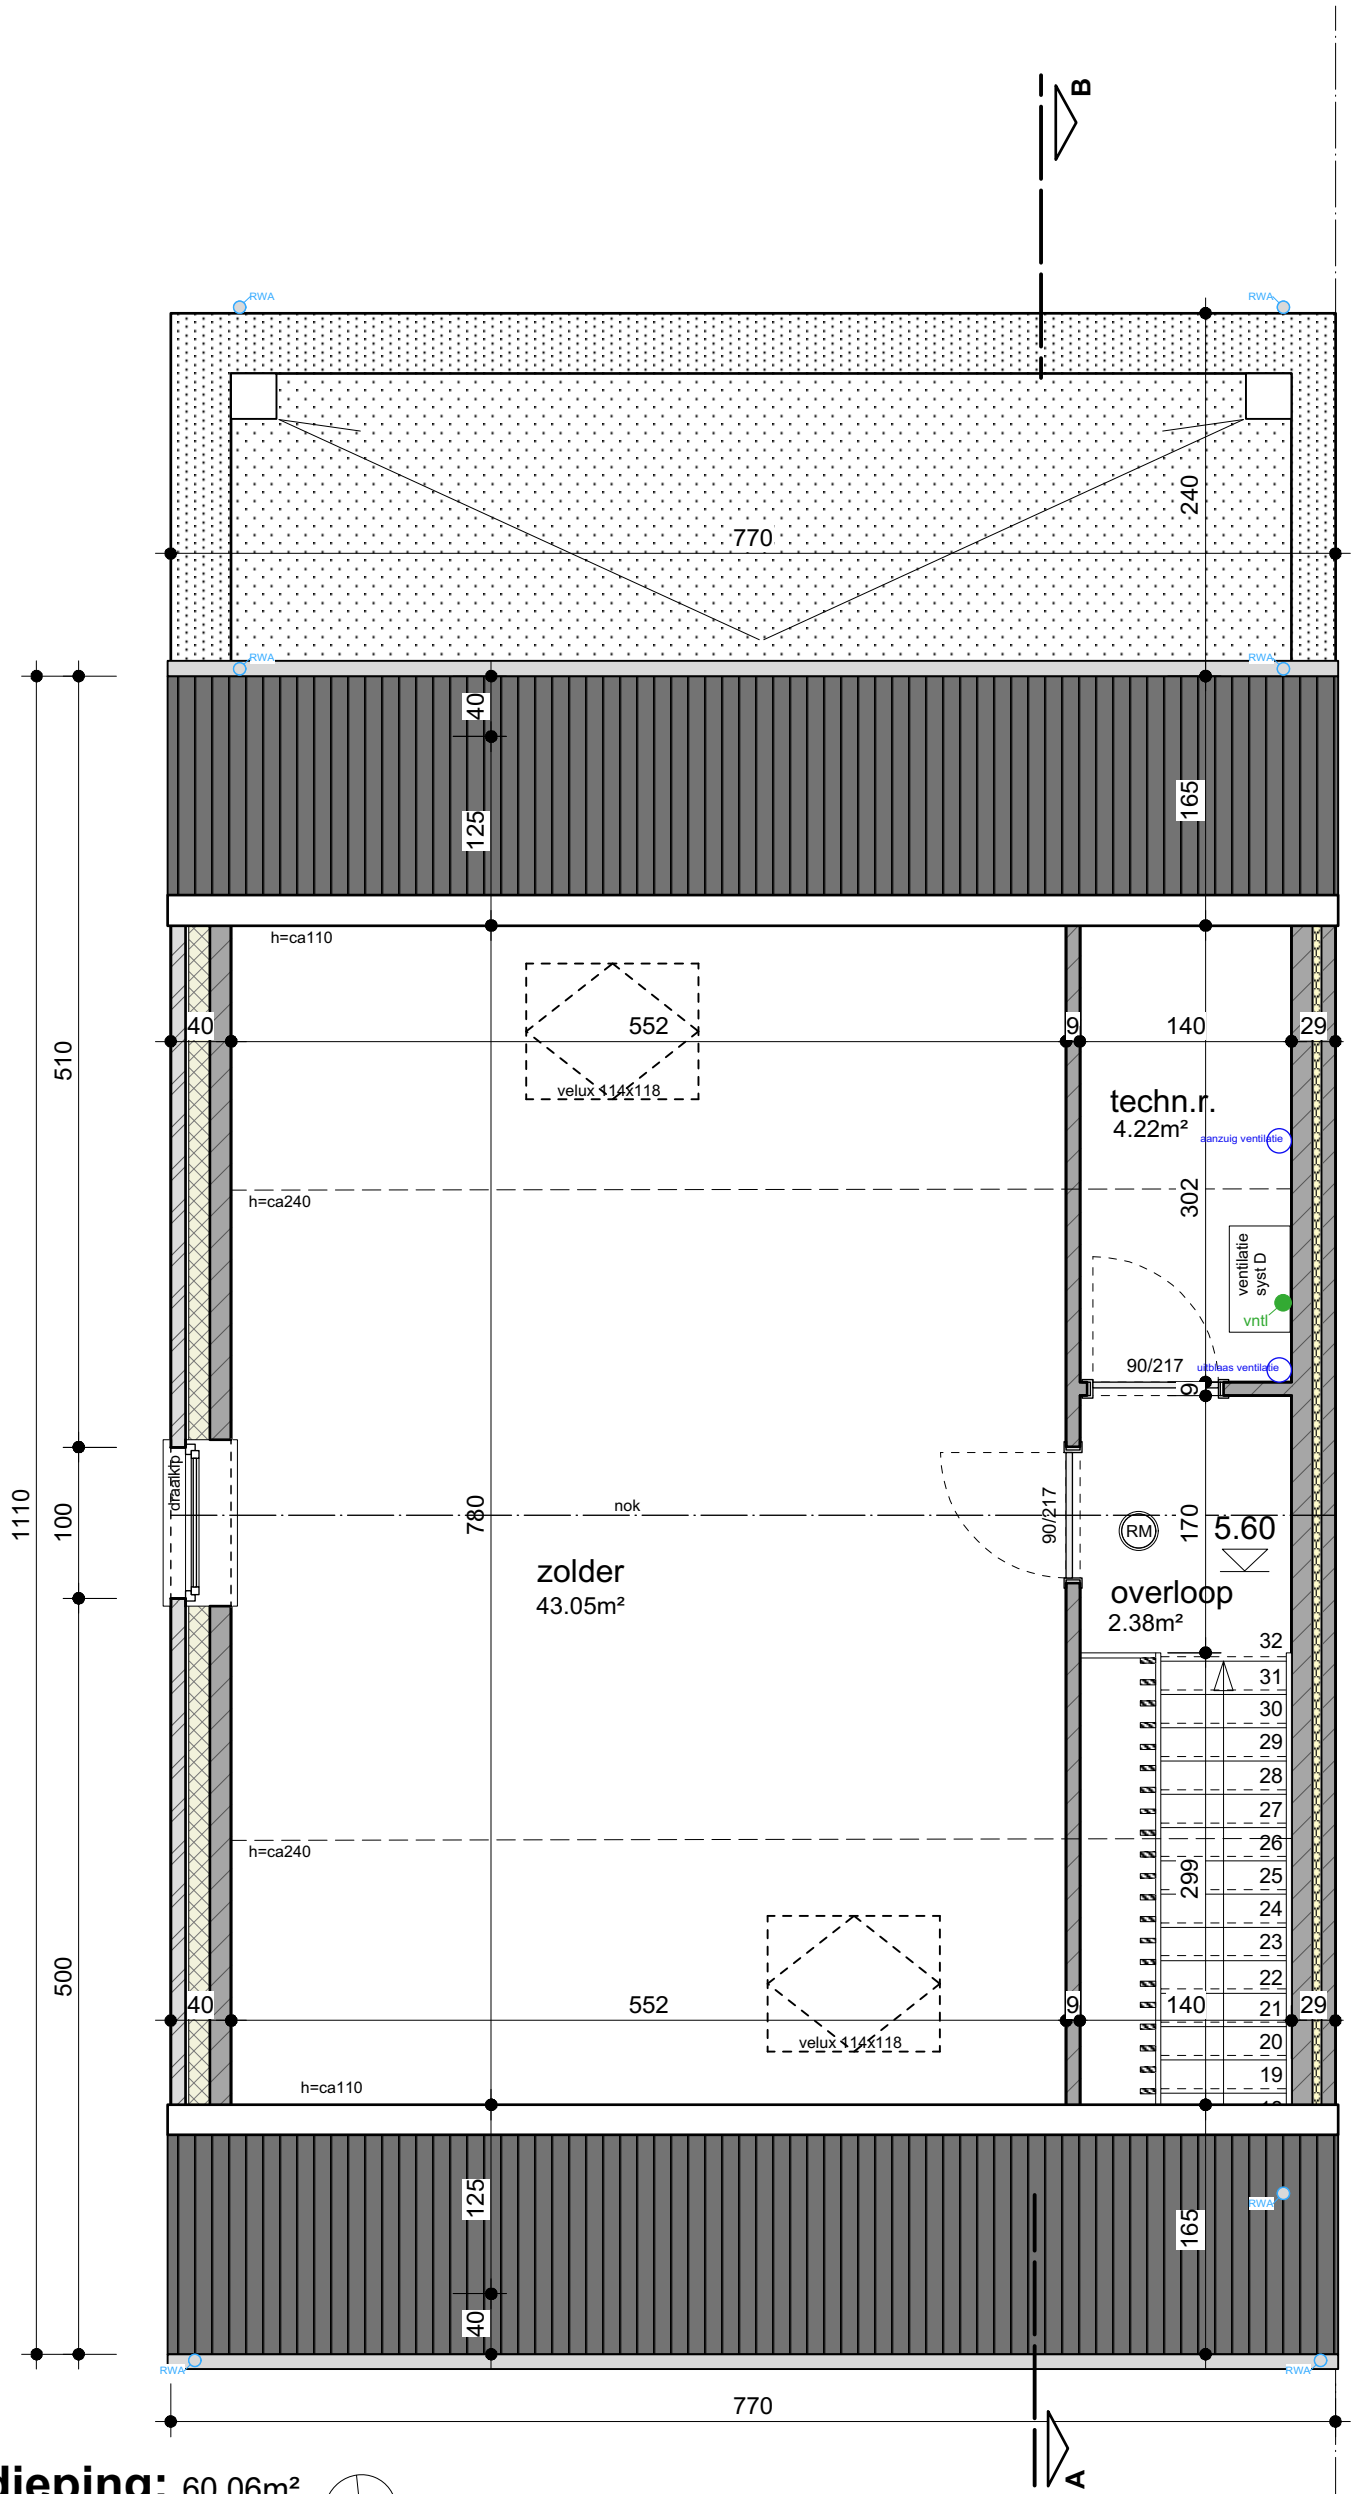 B
RWA
RWA
240
770
RWA
RWA
40
125
165
h=ca110
40
552
9
140
29
velux 114x118
510
techn.r.
4.22m²
aanzuig ventilatie
302
h=ca240
ventilatie
syst D
vntl
90/217
uitblaas ventilatie
9
draaikip
1110
100
780
nok
90/217
RM
170
5.60
zolder
43.05m²
overloop
2.38m²
32
31
30
29
28
27
26
25
24
23
22
21
20
19
299
h=ca240
500
40
552
9
140
29
velux 114x118
h=ca110
125
165
40
RWA
RWA
RWA
770
A
dieping: 60.06m²